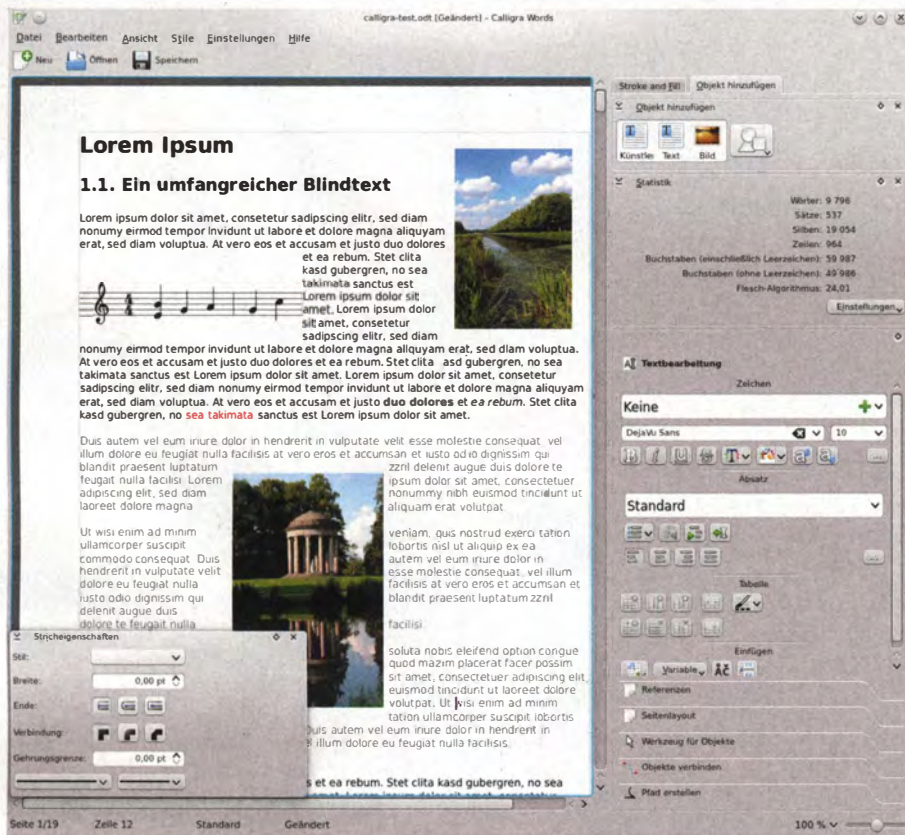 calligra-test.odt [Geändert] - Calligra Words
Datei Bearbeiten Ansicht Stile Einstellungen Hilfe
Neu Öffnen Speichern
Lorem Ipsum
1.1. Ein umfangreicher Blindtext
Lorem ipsum dolor sit amet, consetetur sadipscing elitr, sed diam
nonumy eirmod tempor invidunt ut labore et dolore magna aliquyam
erat, sed diam voluptua. At vero eos et accusam et justo duo dolores
et ea rebum. Stet clita
kasd gubergren, no sea
takimata sanctus est
Lorem ipsum dolor sit
amet. Lorem ipsum dolor
sit amet, consetetur
sadipscing elitr, sed diam
nonumy eirmod tempor invidunt ut labore et dolore magna aliquyam erat, sed diam voluptua.
At vero eos et accusam et justo duo dolores et ea rebum. Stet clita asd gubergren, no sea
takimata sanctus est Lorem ipsum dolor sit amet. Lorem ipsum dolor sit amet, consetetur
sadipscing elitr, sed diam nonumy eirmod tempor invidunt ut labore et dolore magna aliquyam
erat, sed diam voluptua. At vero eos et accusam et justo duo dolores et ea rebum. Stet clita
kasd gubergren, no sea takimata sanctus est Lorem ipsum dolor sit amet.
Duis autem vel eum iriure dolor in hendrerit in vulputate velit esse molestie consequat, vel
illum dolore eu feugiat nulla facilisis at vero eros et accumsan et iusto odio dignissim qui
blandit praesent luptatum zzril delenit augue duis dolore te
feugait nulla facilisi. Lorem ipsum dolor sit amet, consectetuer
adipiscing elit, sed diam nonummy nibh euismod tincidunt ut
laoreet dolore magna aliquam erat volutpat.
Ut wisi enim ad minim veniam, quis nostrud exerci tation
ullamcorper suscipit lobortis nisl ut aliquip ex ea
commodo consequat. Duis autem vel eum iriure dolor in
hendrerit in vulputate velit esse molestie consequat, vel illum
dolore eu feugiat nulla facilisis at vero eros et accumsan et
iusto odio dignissim qui blandit praesent luptatum zzril
delenit augue duis
dolore te feugait nulla facilisi.
soluta nobis eleifend option congue
quod mazim placerat facer possim
sit amet, consectetuer adipiscing elit,
euismod tincidunt ut laoreet dolore
volutpat. Ut wisi enim ad minim
tation ullamcorper suscipit lobortis
Duis autem vel eum iriure dolor in hendrerit in
illum dolore eu feugiat nulla facilisis.
et ea rebum. Stet clita kasd gubergren, no sea
Stricheigenschaften
Stil:
Breite: 0,00 pt
Ende:
Verbindung:
Gehrungsgrenze: 0,00 pt
Seite 1/19 Zeile 12 Standard Geändert 100 %
Stroke and Fill Objekt hinzufügen
Objekt hinzufügen
Künstler Text Bild
Statistik
Wörter: 9 796
Sätze: 537
Silben: 19 054
Zeilen: 964
Buchstaben (einschließlich Leerzeichen): 59 987
Buchstaben (ohne Leerzeichen): 49 986
Flesch-Algorithmus: 24,01
Einstellungen
Textbearbeitung
Zeichen
Keine
DejaVu Sans 10
Absatz
Standard
Tabelle
Einfügen
Variable
Referenzen
Seitenlayout
Werkzeug für Objekte
Objekte verbinden
Pfad erstellen